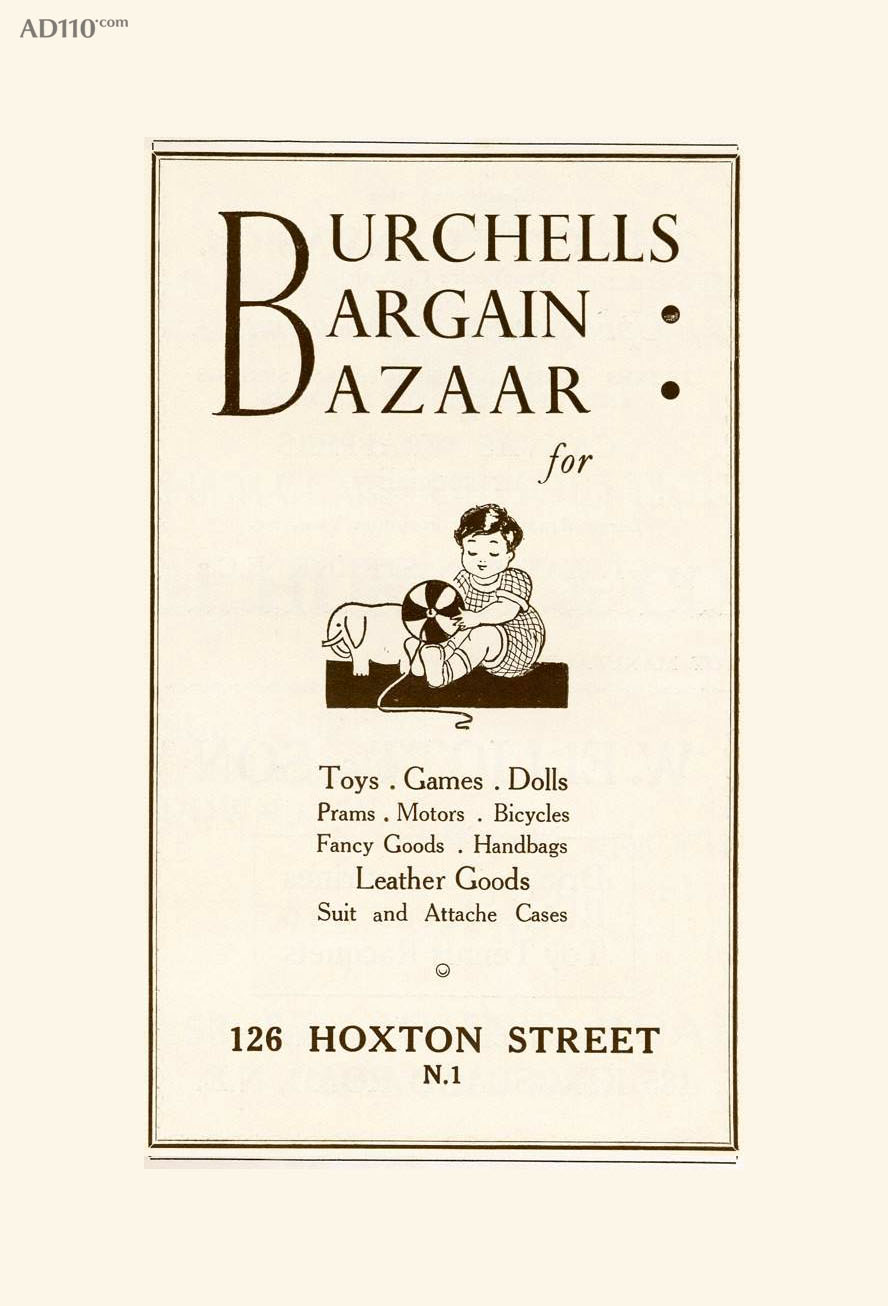 AD110.com
BURCHELLS
BARGAIN :
BAZAAR
for
Toys . Games . Dolls
Prams . Motors . Bicycles
Fancy Goods . Handbags
Leather Goods
Suit and Attache Cases
126 HOXTON STREET
N.1